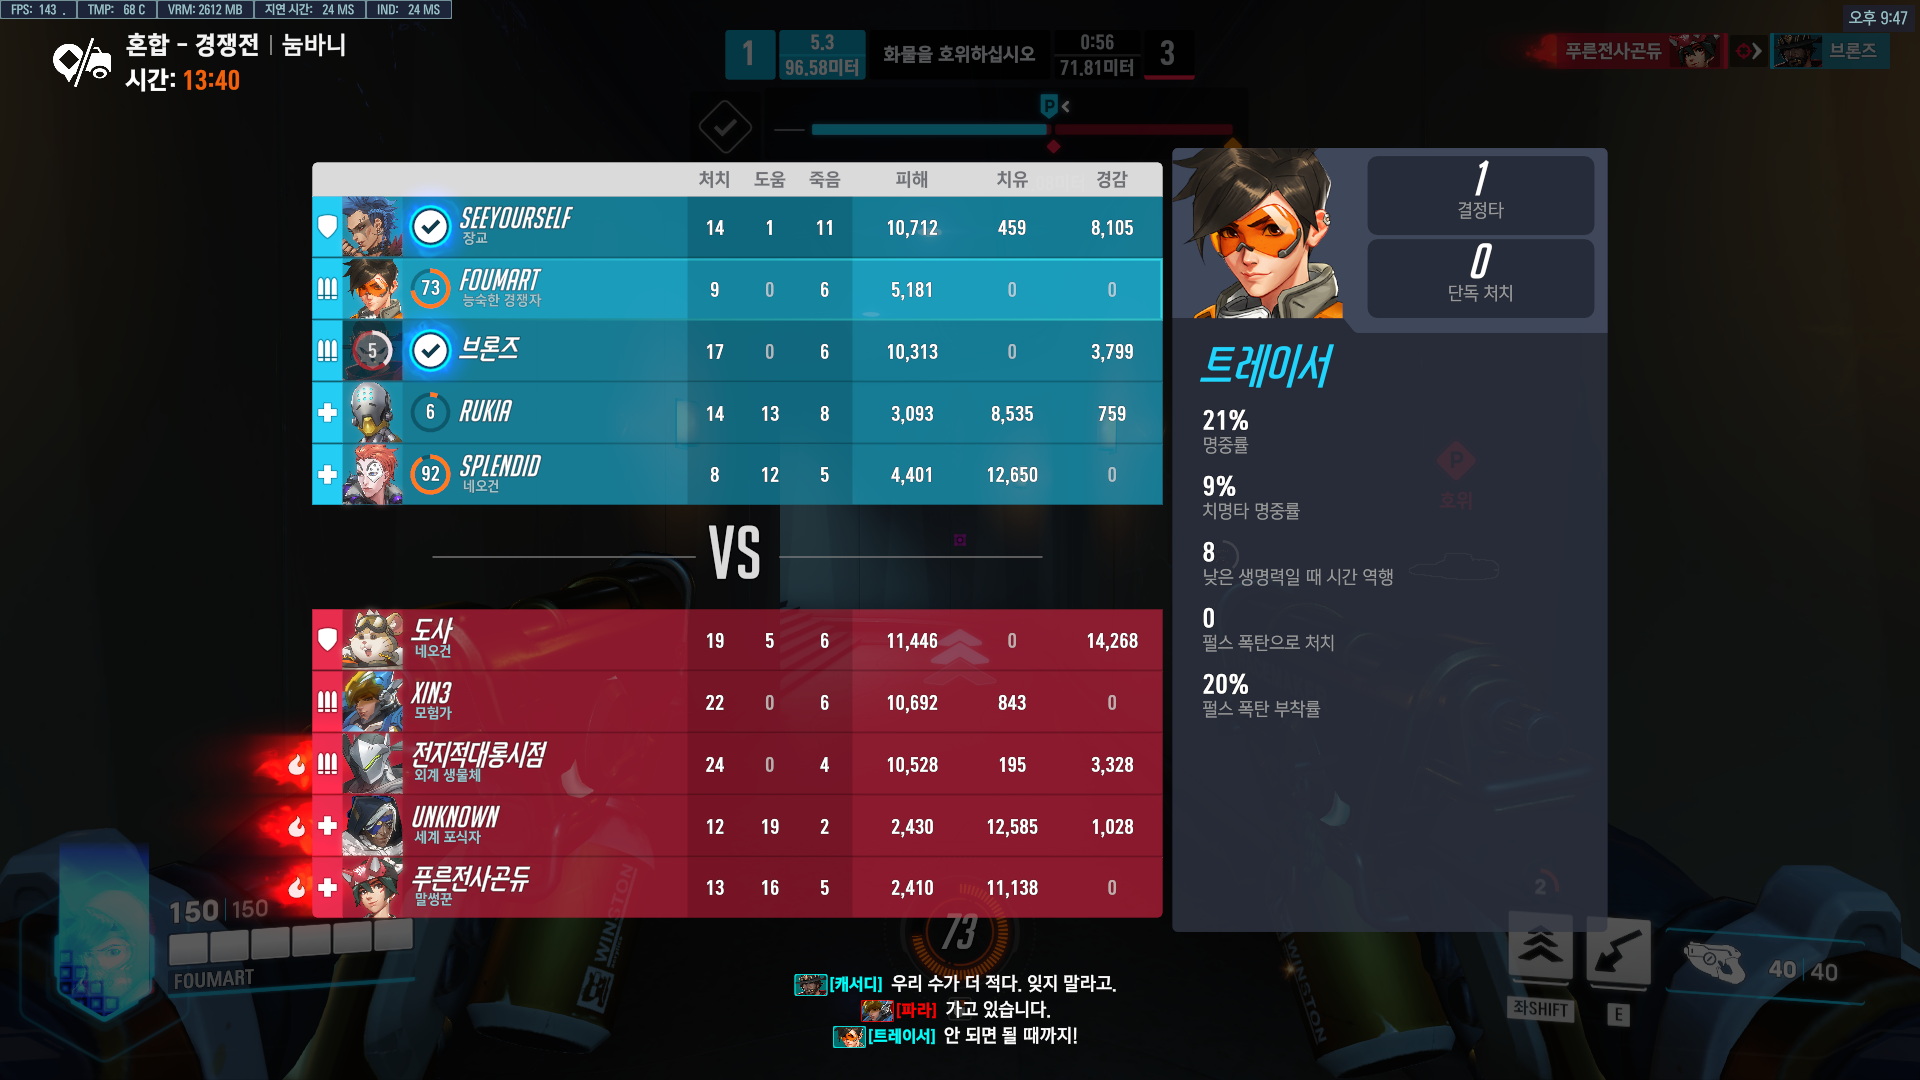 FPS: 143 . TMP: 68 C VRM: 2612 MB 지연 시간: 24 MS IND: 24 MS
오후 9:47
혼합 - 경쟁전 | 눔바니
시간: 13:40
1 5.3 96.58미터 화물을 호위하십시오 0:56 71.81미터 3
푸른전사곤듀 브론즈
P
처치 도움 죽음 피해 치유 경감
SEEYOURSELF 14 1 11 10,712 459 8,105
장교
73 FOUMART 9 0 6 5,181 0 0
능숙한 경쟁자
5 브론즈 17 0 6 10,313 0 3,799
6 RUKIA 14 13 8 3,093 8,535 759
92 SPLENDID 8 12 5 4,401 12,650 0
네오건
VS
도사 19 5 6 11,446 0 14,268
네오건
XIN3 22 0 6 10,692 843 0
모험가
전지적대롱시점 24 0 4 10,528 195 3,328
외계 생물체
UNKNOWN 12 19 2 2,430 12,585 1,028
세계 포식자
푸른전사곤듀 13 16 5 2,410 11,138 0
말썽꾼
1
결정타
0
단독 처치
트레이서
21%
명중률
9%
치명타 명중률
8
낮은 생명력일 때 시간 역행
0
펄스 폭탄으로 처치
20%
펄스 폭탄 부착률
P
호위
150 | 150
FOUMART
WINSTON
73
WINSTON
2
좌SHIFT
E
40 | 40
[캐서디] 우리 수가 더 적다. 잊지 말라고.
[파라] 가고 있습니다.
[트레이서] 안 되면 될 때까지!